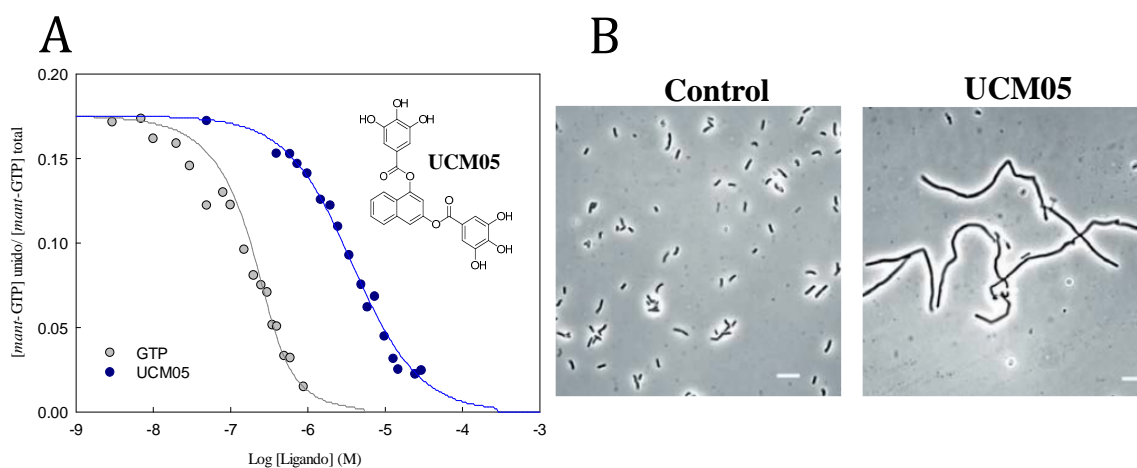 A
B
Control
UCM05
0.20
0.15
0.10
0.05
0.00
[mant-GTP] unido/ [mant-GTP] total
OH
HO
OH
UCM05
O
O
O
O
OH
OH
OH
GTP
UCM05
-9
-8
-7
-6
-5
-4
-3
Log [Ligando] (M)